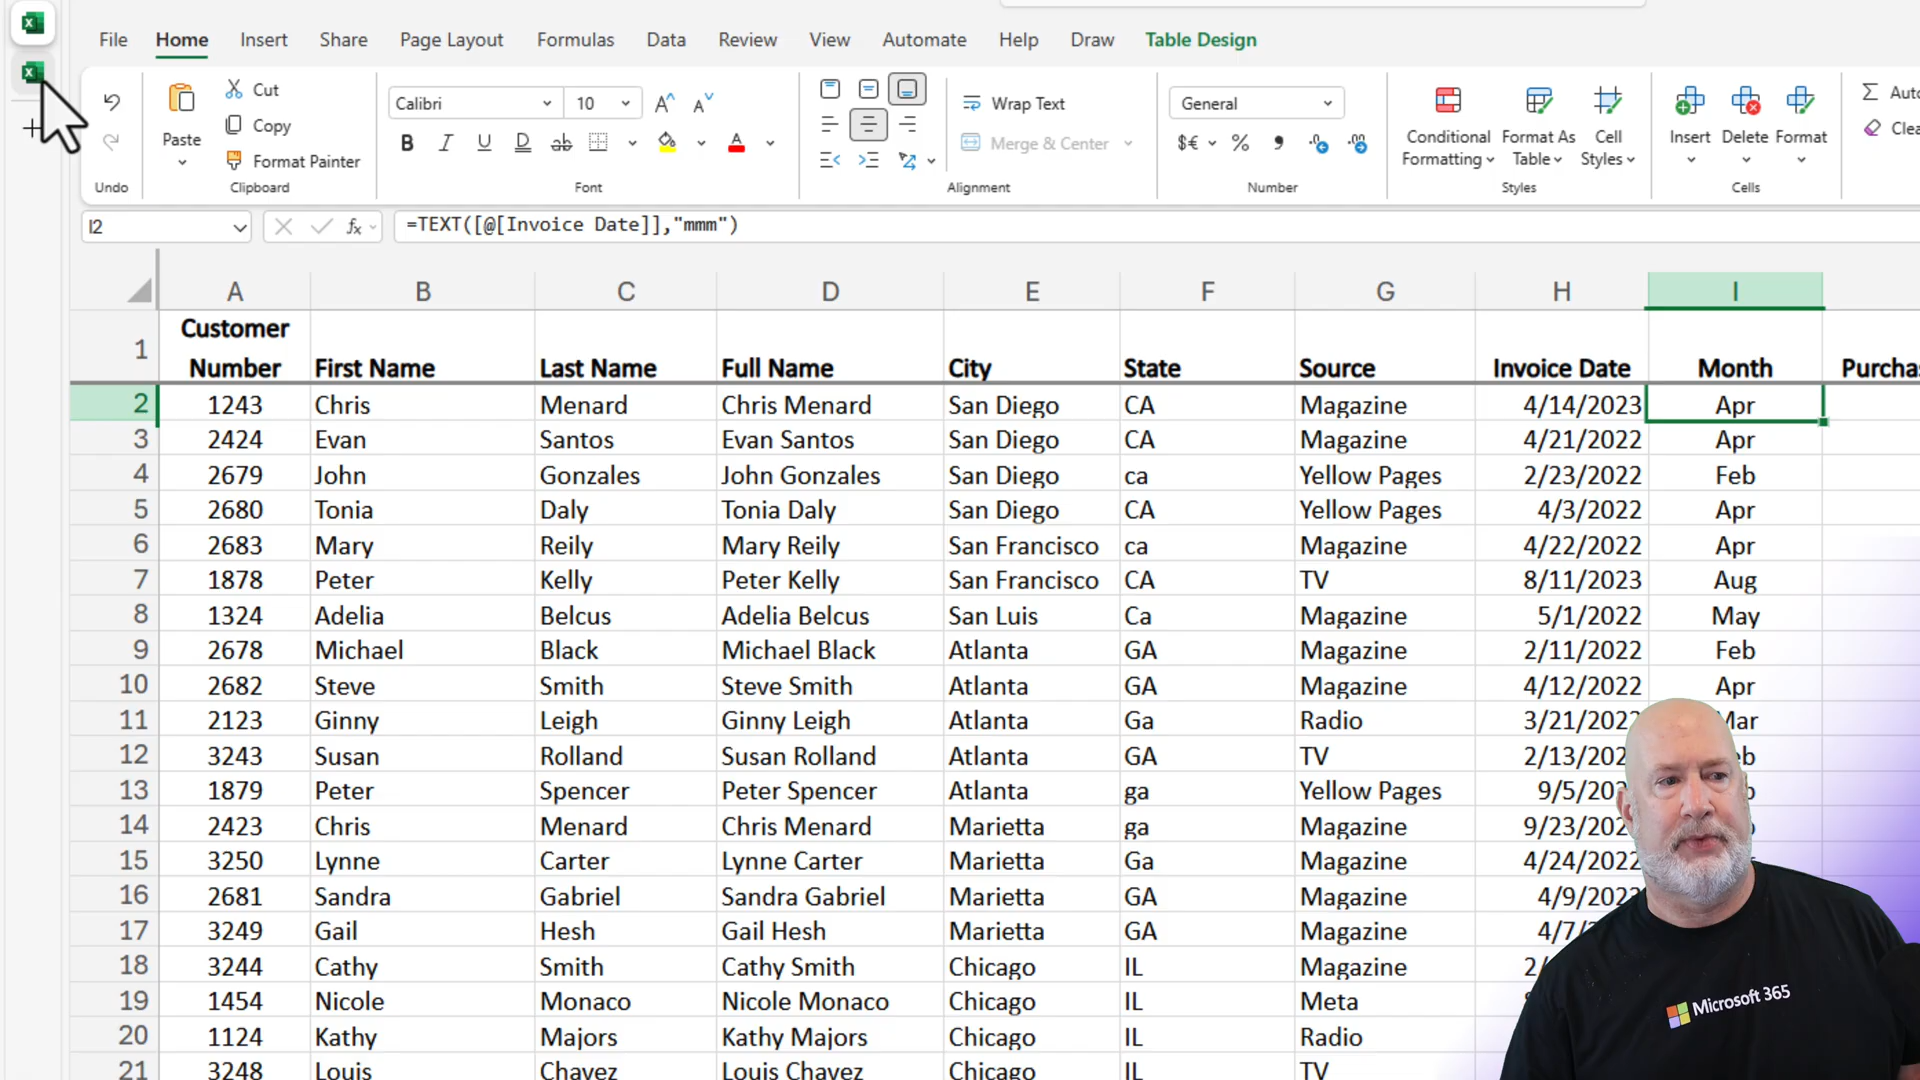 File Home Insert Share Page Layout Formulas Data Review View Automate Help Draw Table Design
Cut
Copy
Paste
Format Painter
Undo Clipboard
Calibri 10
Font
Wrap Text
Merge & Center
Alignment
General
Number
Conditional Formatting
Format As Table
Cell Styles
Styles
Insert Delete Format
Cells
I2 =TEXT([@[Invoice Date]],"mmm")
A B C D E F G H I
1 Customer Number First Name Last Name Full Name City State Source Invoice Date Month
2 1243 Chris Menard Chris Menard San Diego CA Magazine 4/14/2023 Apr
3 2424 Evan Santos Evan Santos San Diego CA Magazine 4/21/2022 Apr
4 2679 John Gonzales John Gonzales San Diego ca Yellow Pages 2/23/2022 Feb
5 2680 Tonia Daly Tonia Daly San Diego CA Yellow Pages 4/3/2022 Apr
6 2683 Mary Reily Mary Reily San Francisco ca Magazine 4/22/2022 Apr
7 1878 Peter Kelly Peter Kelly San Francisco CA TV 8/11/2023 Aug
8 1324 Adelia Belcus Adelia Belcus San Luis Ca Magazine 5/1/2022 May
9 2678 Michael Black Michael Black Atlanta GA Magazine 2/11/2022 Feb
10 2682 Steve Smith Steve Smith Atlanta GA Magazine 4/12/2022 Apr
11 2123 Ginny Leigh Ginny Leigh Atlanta Ga Radio
12 3243 Susan Rolland Susan Rolland Atlanta GA TV
13 1879 Peter Spencer Peter Spencer Atlanta ga Yellow Pages
14 2423 Chris Menard Chris Menard Marietta ga Magazine
15 3250 Lynne Carter Lynne Carter Marietta Ga Magazine
16 2681 Sandra Gabriel Sandra Gabriel Marietta GA Magazine
17 3249 Gail Hesh Gail Hesh Marietta GA Magazine
18 3244 Cathy Smith Cathy Smith Chicago IL Magazine
19 1454 Nicole Monaco Nicole Monaco Chicago IL Meta
20 1124 Kathy Majors Kathy Majors Chicago IL Radio
21 3248 Louis Chavez Louis Chavez Chicago IL TV
Microsoft 365